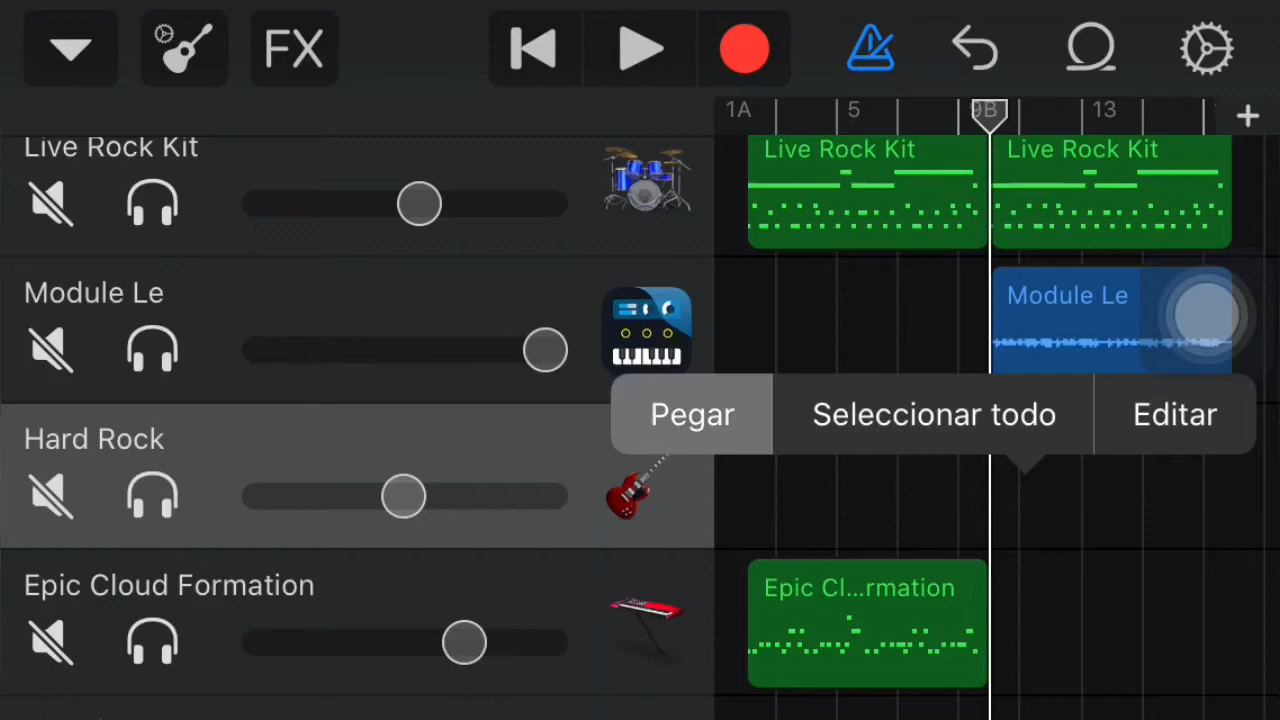 FX
1A
5
9B
13
Live Rock Kit
Live Rock Kit
Live Rock Kit
Module Le
Module Le
Pegar
Seleccionar todo
Editar
Hard Rock
Epic Cloud Formation
Epic Cl...rmation